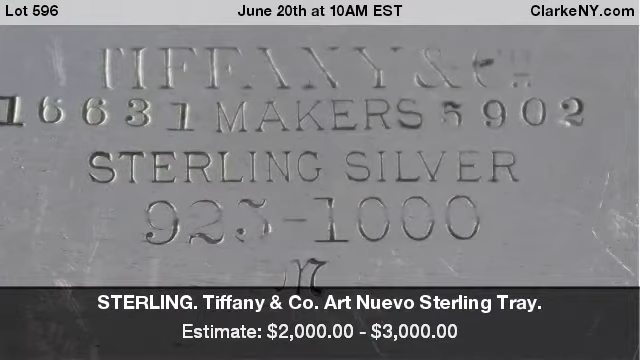 Lot 596 June 20th at 10AM EST ClarkeNY.com
TIFFANY & Co.
16631 MAKERS 5902
STERLING SILVER
925-1000
M
STERLING. Tiffany & Co. Art Nuevo Sterling Tray.
Estimate: $2,000.00 - $3,000.00